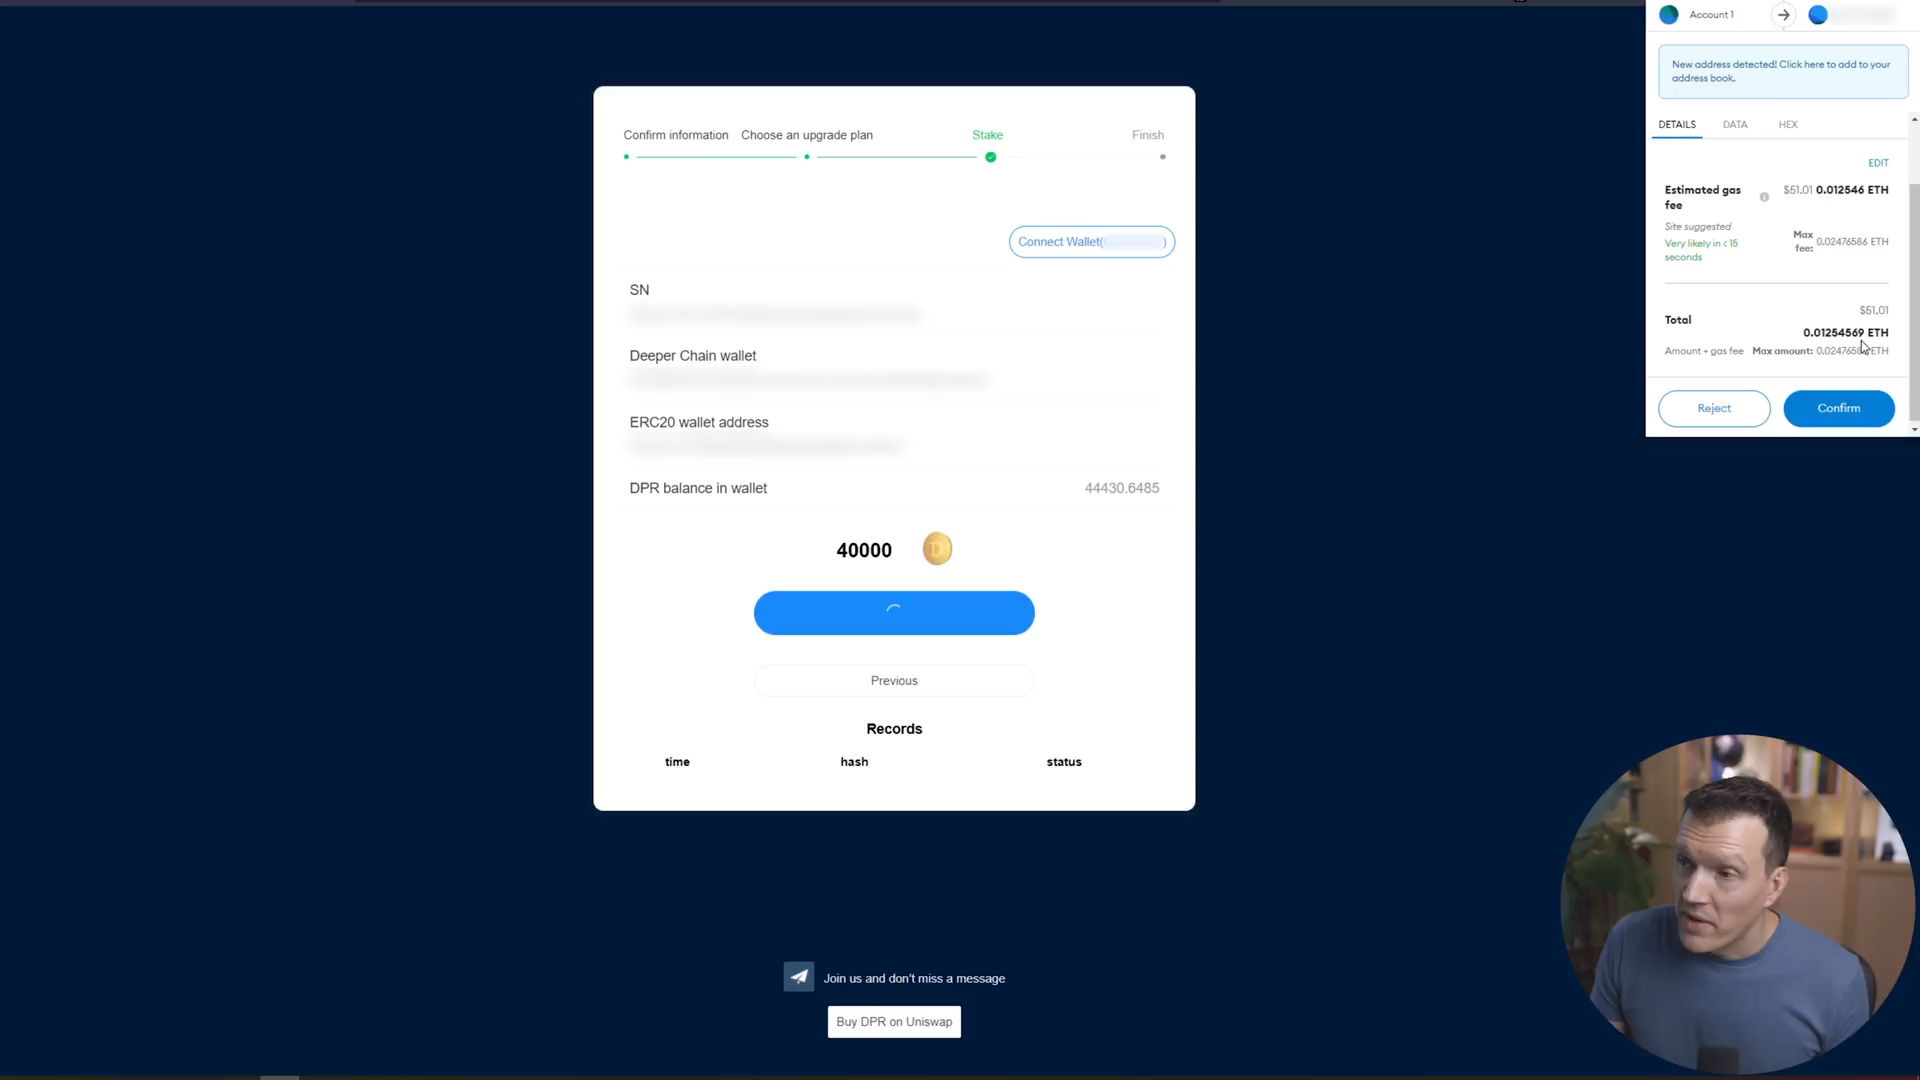 Account 1
New address detected! Click here to add to your
address book.
DETAILS DATA HEX
EDIT
Estimated gas
fee
$51.01 0.012546 ETH
Site suggested
Very likely in < 15
seconds
Max
fee: 0.02476586 ETH
$51.01
Total
0.01254569 ETH
Amount + gas fee Max amount: ETH
Reject Confirm
Confirm information Choose an upgrade plan Stake Finish
Connect Wallet( )
SN
Deeper Chain wallet
ERC20 wallet address
DPR balance in wallet 44430.6485
40000
D
Previous
Records
time hash status
Join us and don't miss a message
Buy DPR on Uniswap